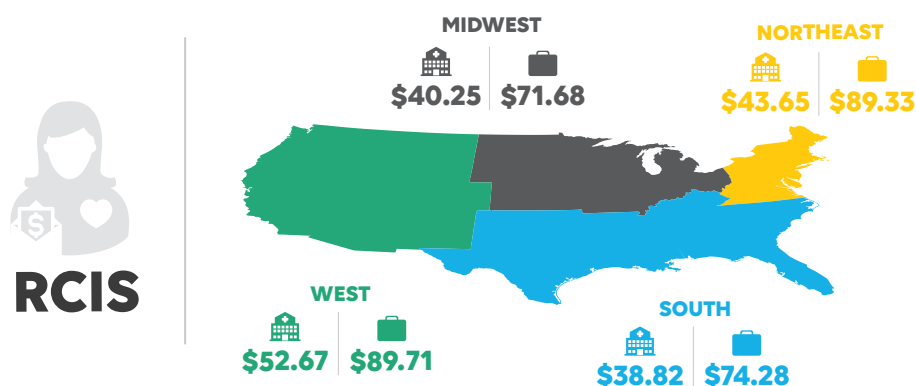 MIDWEST
$40.25 $71.68
NORTHEAST
$43.65 $89.33
$
RCIS
WEST
$52.67 $89.71
SOUTH
$38.82 $74.28